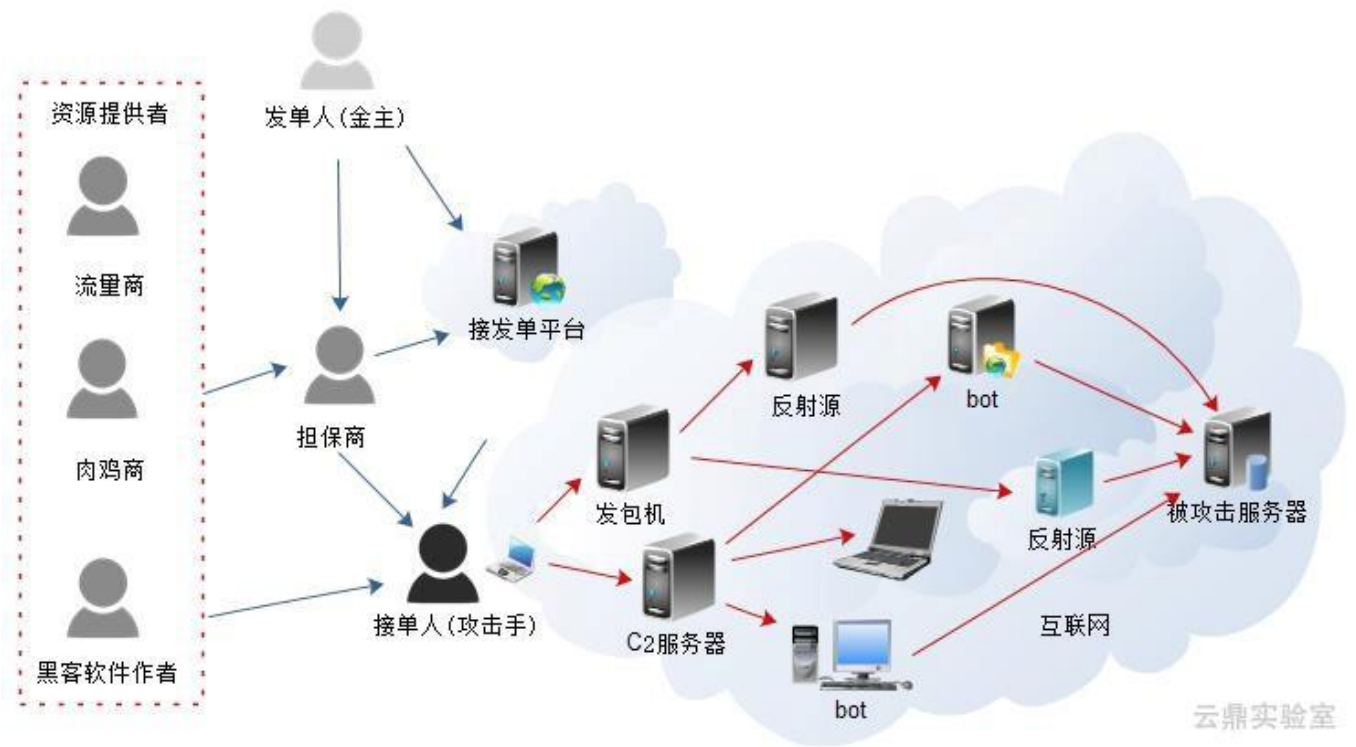 资源提供者
发单人(金主)
流量商
接发单平台
肉鸡商
担保商
反射源
bot
发包机
被攻击服务器
反射源
接单人(攻击手)
C2服务器
互联网
黑客软件作者
bot
云鼎实验室